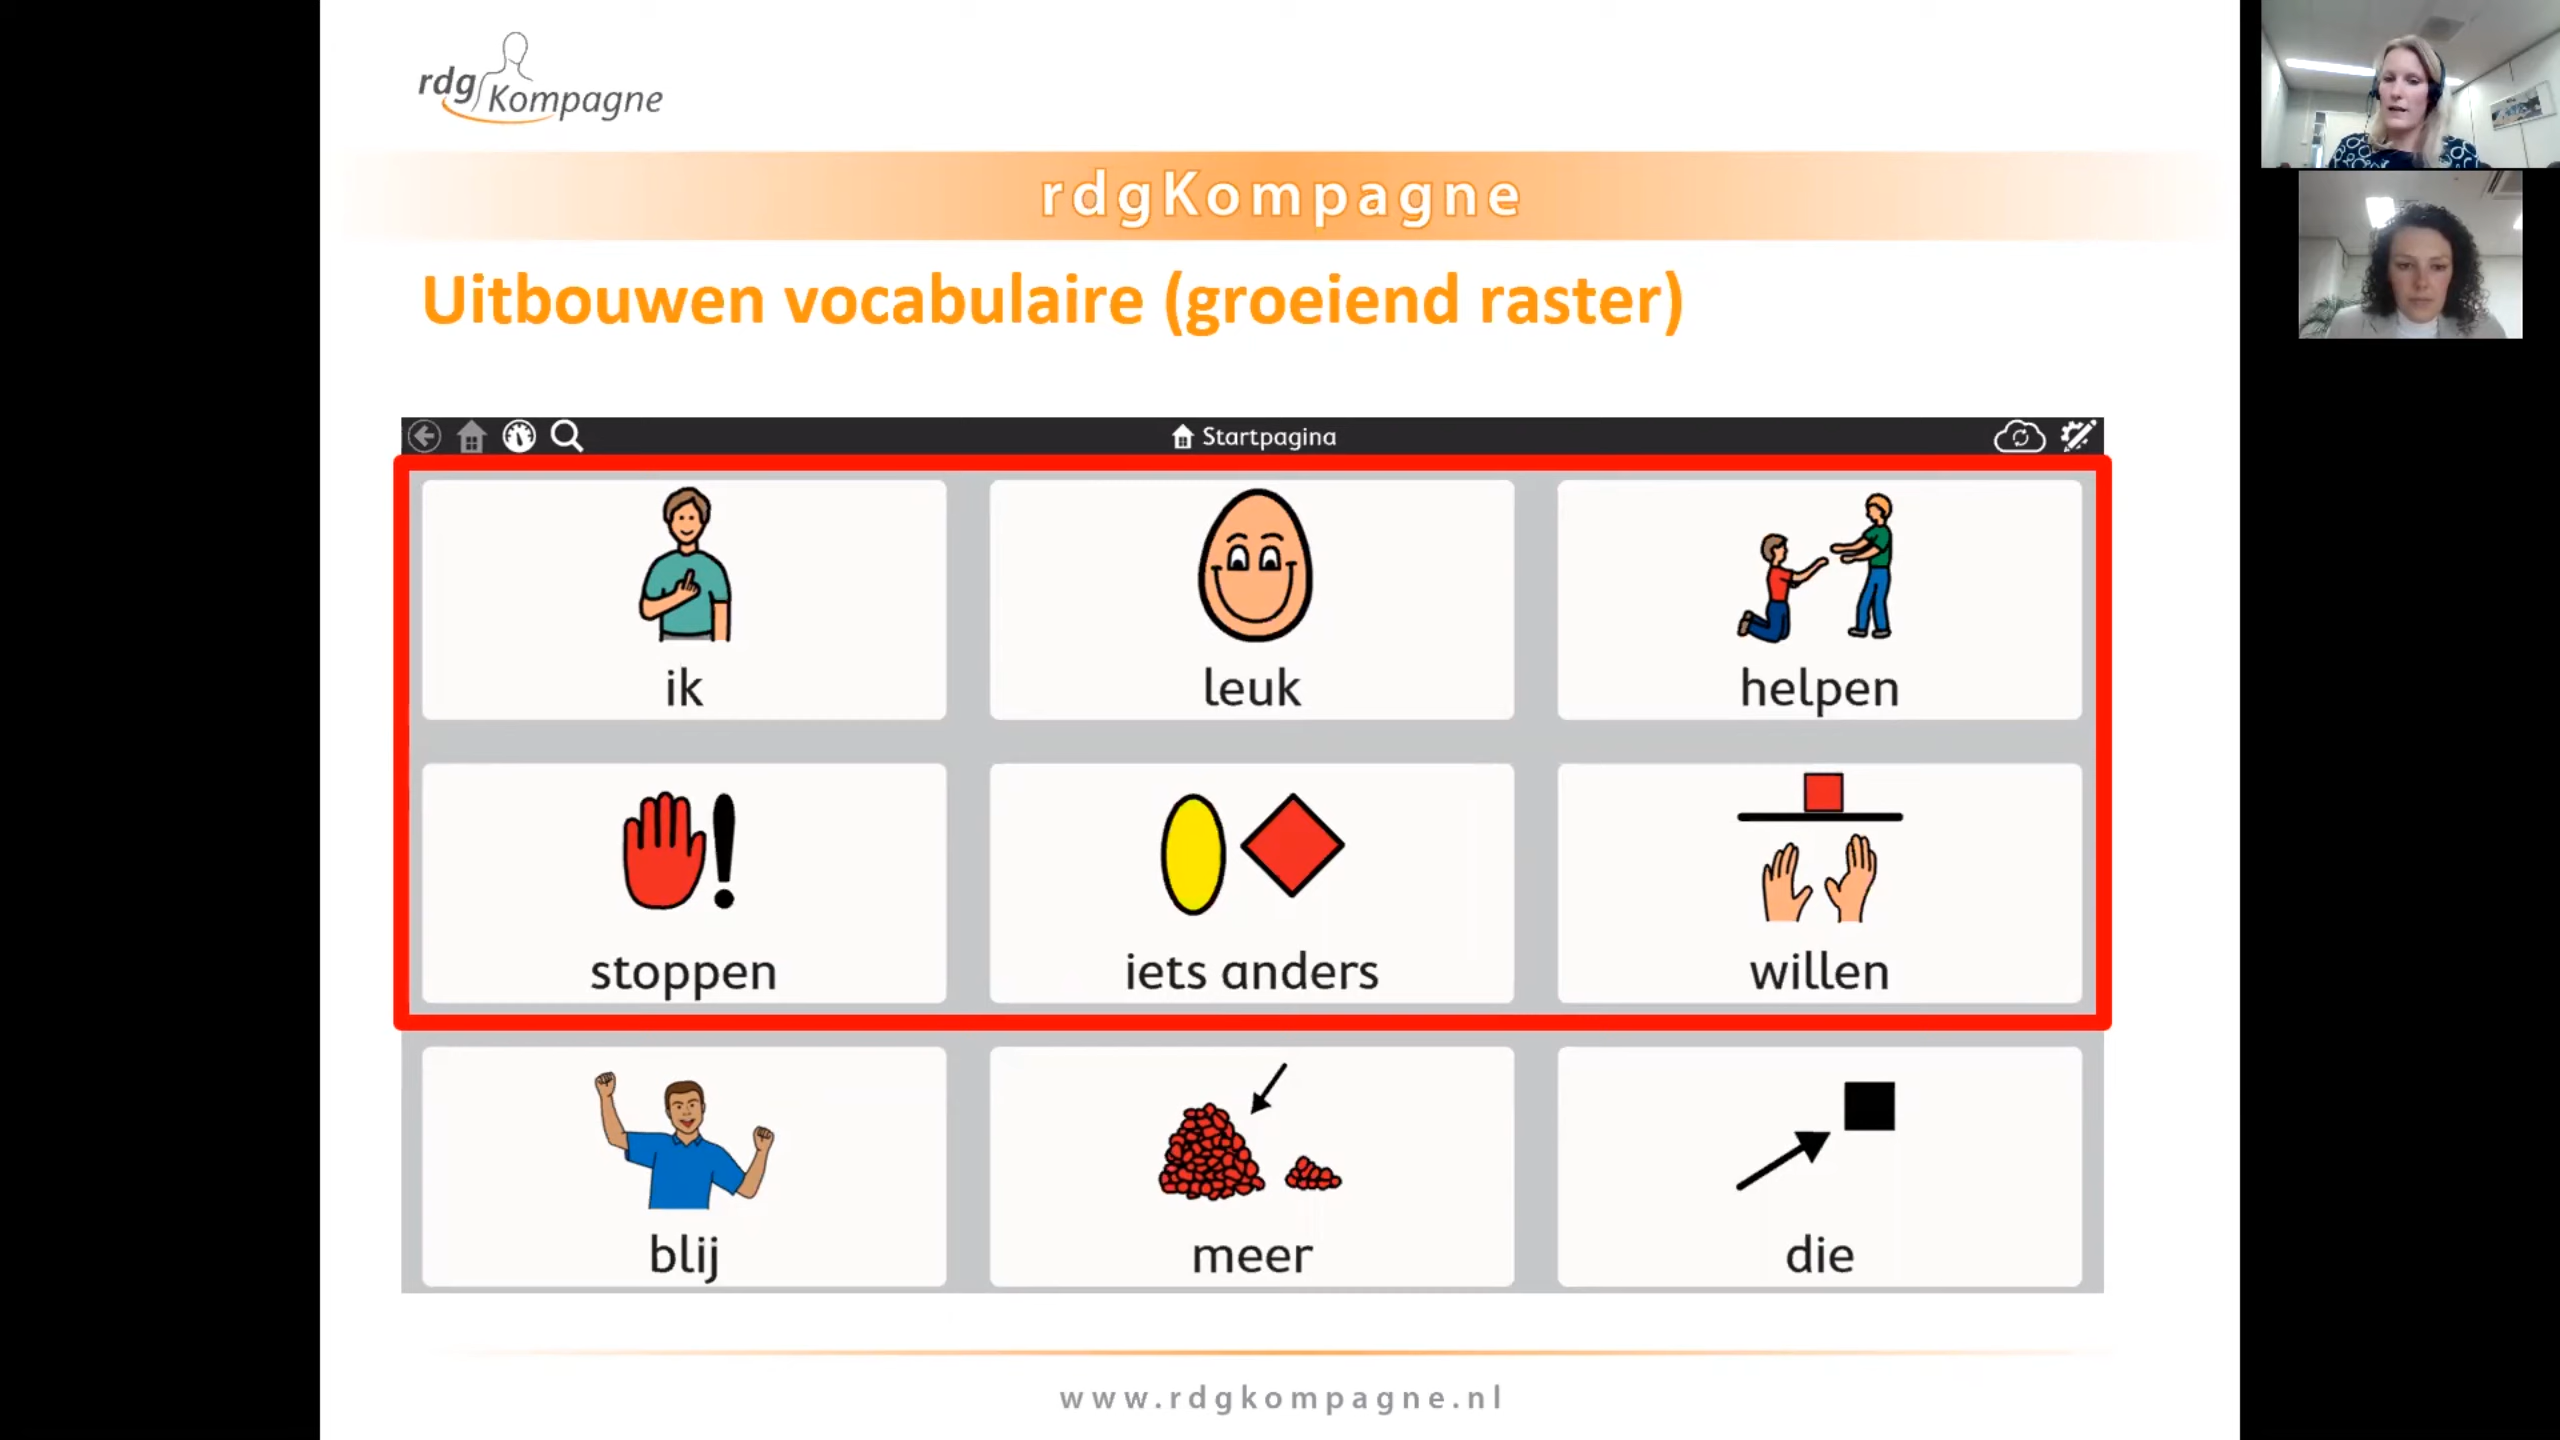 rdg Kompagne
rdgKompagne
Uitbouwen vocabulaire (groeiend raster)
Startpagina
ik
leuk
helpen
stoppen
iets anders
willen
blij
meer
die
www.rdgkompagne.nl